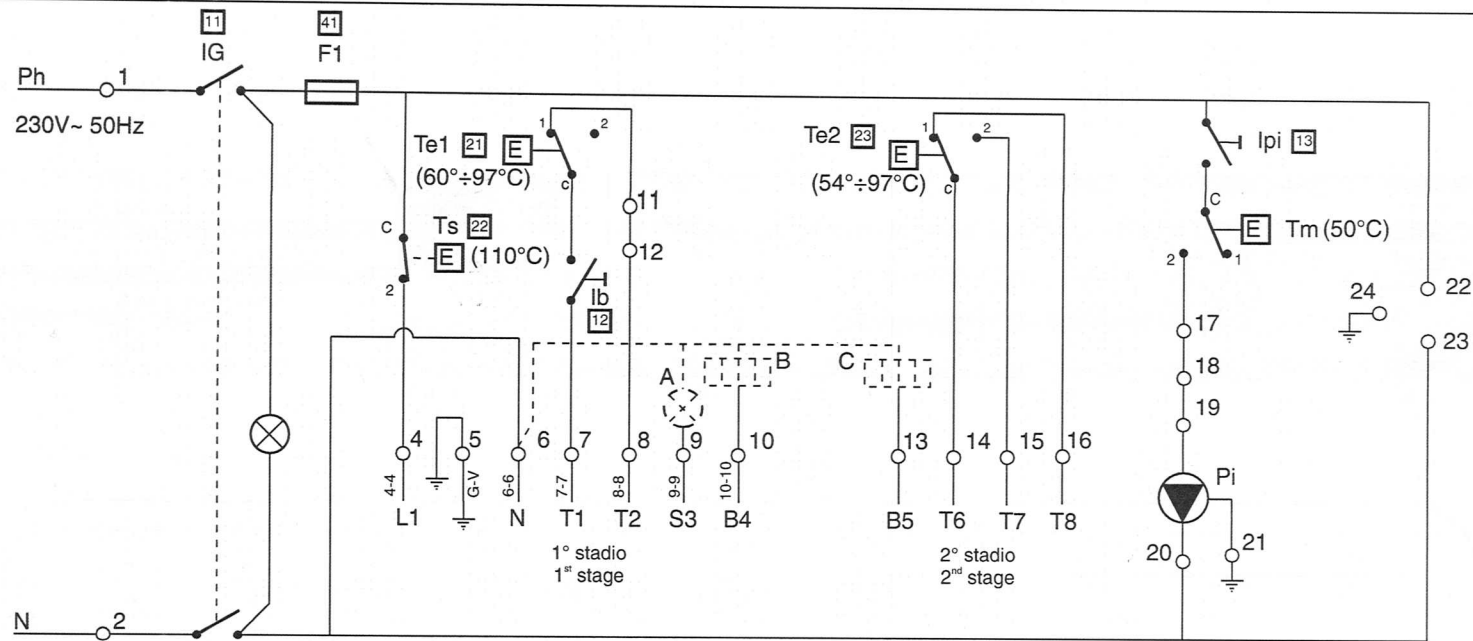 11 41
IG F1
Ph 1
230V~ 50Hz
1 2
Te1 21 E
(60°÷97°C)
c
11
12
C Ts 22
E (110°C)
2
Ib
12
Te2 23 E
(54°÷97°C)
1 2
c
Ipi 13
C
E Tm (50°C)
2 1
24 22
23
17
18
19
A B C
4 5 6 7 8 9 10 13 14 15 16
4-4 G-V 6-6 7-7 8-8 9-9 10-10
L1 N T1 T2 S3 B4 B5 T6 T7 T8
1° stadio
1st stage
2° stadio
2nd stage
Pi
20 21
N 2